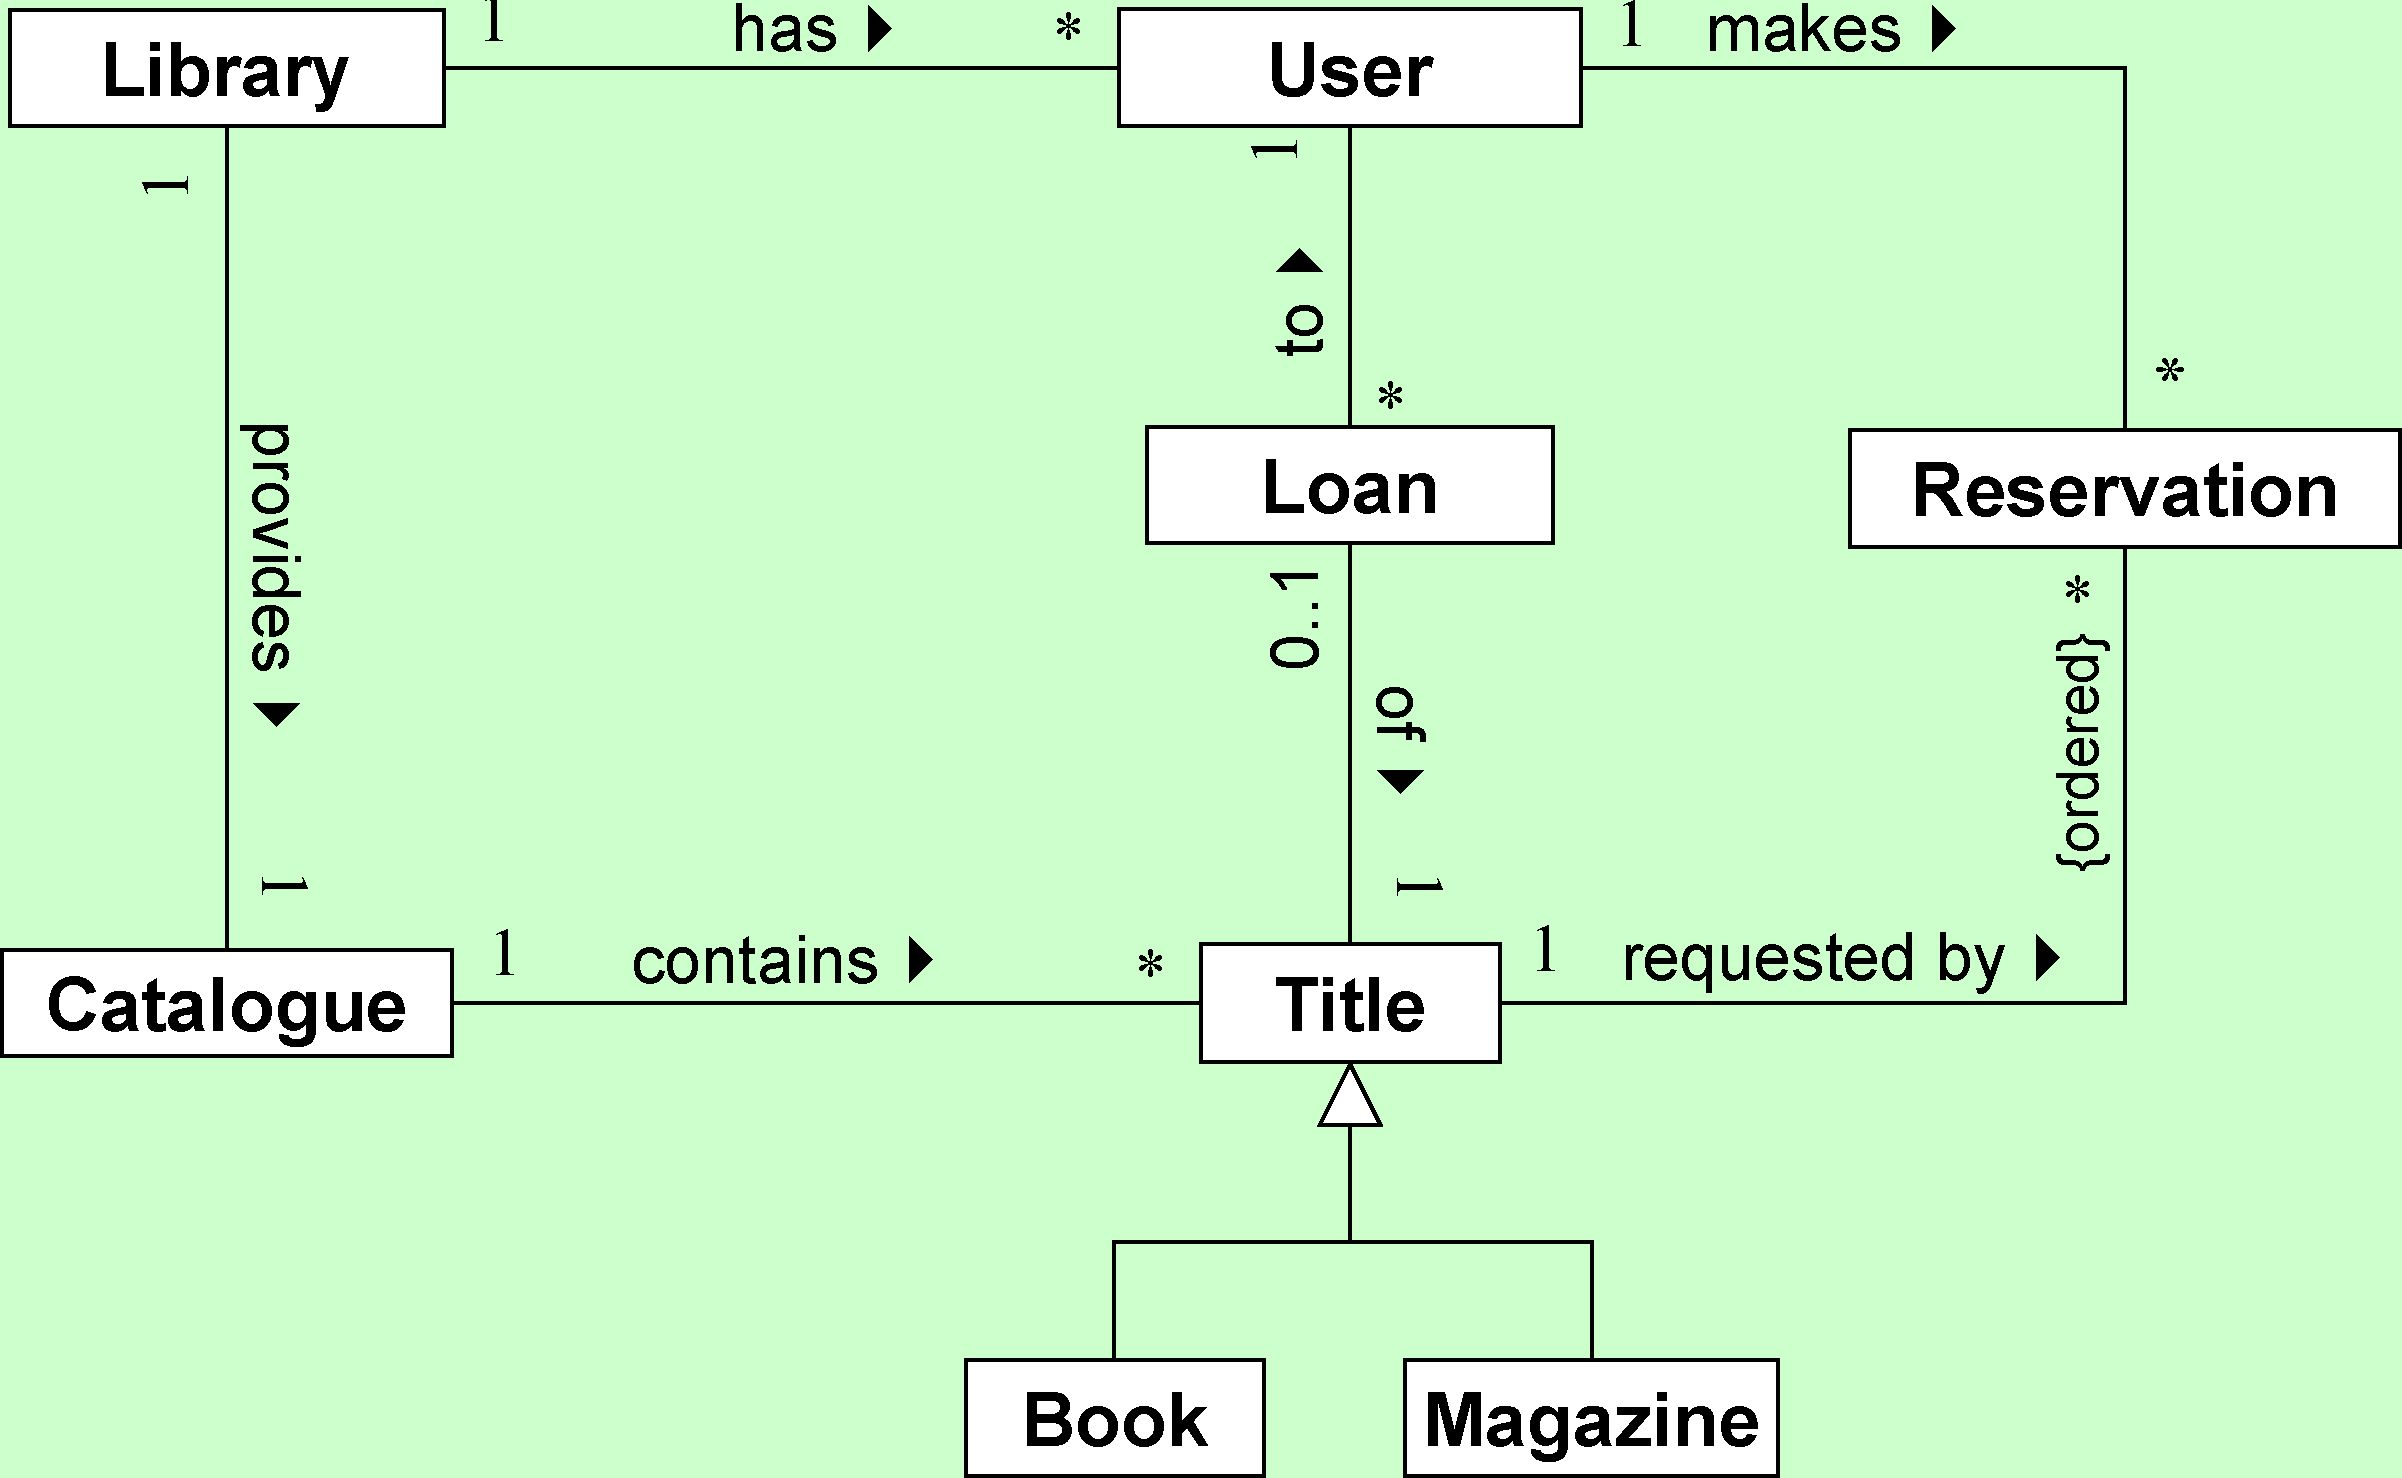 Library
1
has
*
User
1
makes
1
provides
1
1
to
*
*
Loan
Reservation
0..1
of
1
*
{ordered}
Catalogue
1
contains
*
Title
1
requested by
Book
Magazine